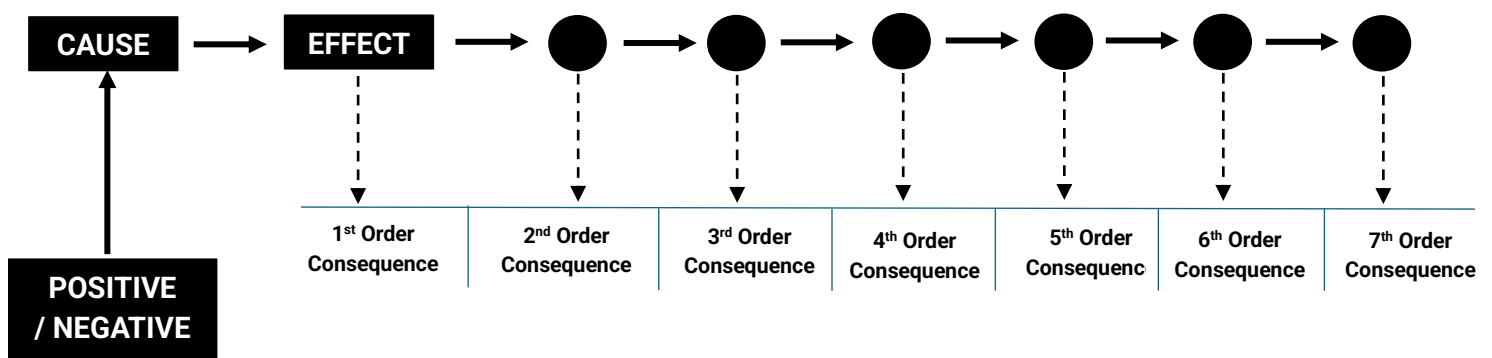 CAUSE
EFFECT
POSITIVE
/ NEGATIVE
1st Order
Consequence
2nd Order
Consequence
3rd Order
Consequence
4th Order
Consequence
5th Order
Consequenc
6th Order
Consequence
7th Order
Consequence